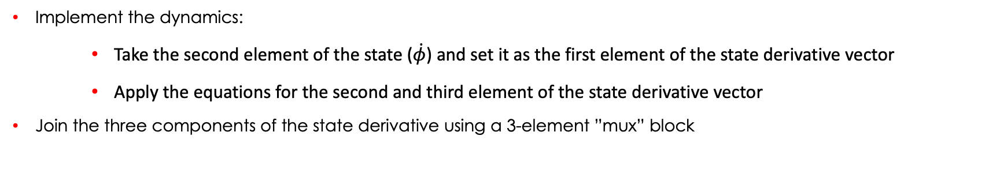 • Implement the dynamics:
• Take the second element of the state (ϕ̇) and set it as the first element of the state derivative vector
• Apply the equations for the second and third element of the state derivative vector
• Join the three components of the state derivative using a 3-element ”mux” block